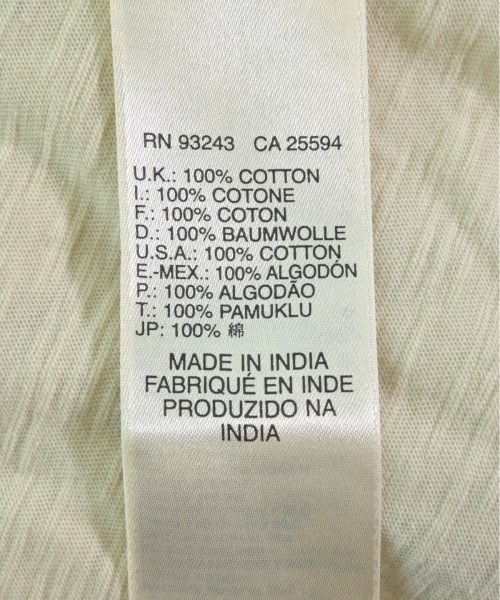 RN 93243 CA 25594
U.K.: 100% COTTON
I.: 100% COTONE
F.: 100% COTON
D.: 100% BAUMWOLLE
U.S.A.: 100% COTTON
E.-MEX.: 100% ALGODÓN
P.: 100% ALGODÃO
T.: 100% PAMUKLU
JP: 100% 綿
MADE IN INDIA
FABRIQUÉ EN INDE
PRODUZIDO NA
INDIA